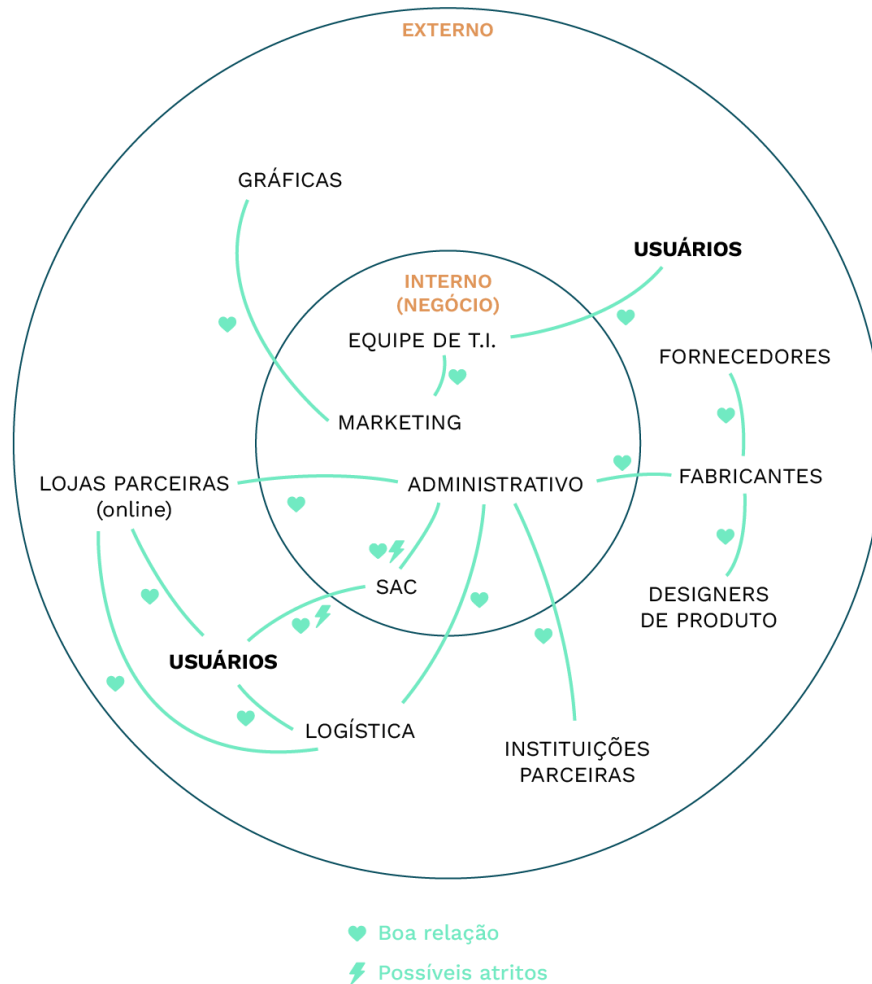 EXTERNO
GRÁFICAS
USUÁRIOS
INTERNO
(NEGÓCIO)
EQUIPE DE T.I.
FORNECEDORES
MARKETING
LOJAS PARCEIRAS
(online)
ADMINISTRATIVO
FABRICANTES
SAC
DESIGNERS
DE PRODUTO
USUÁRIOS
LOGÍSTICA
INSTITUIÇÕES
PARCEIRAS
Boa relação
Possíveis atritos